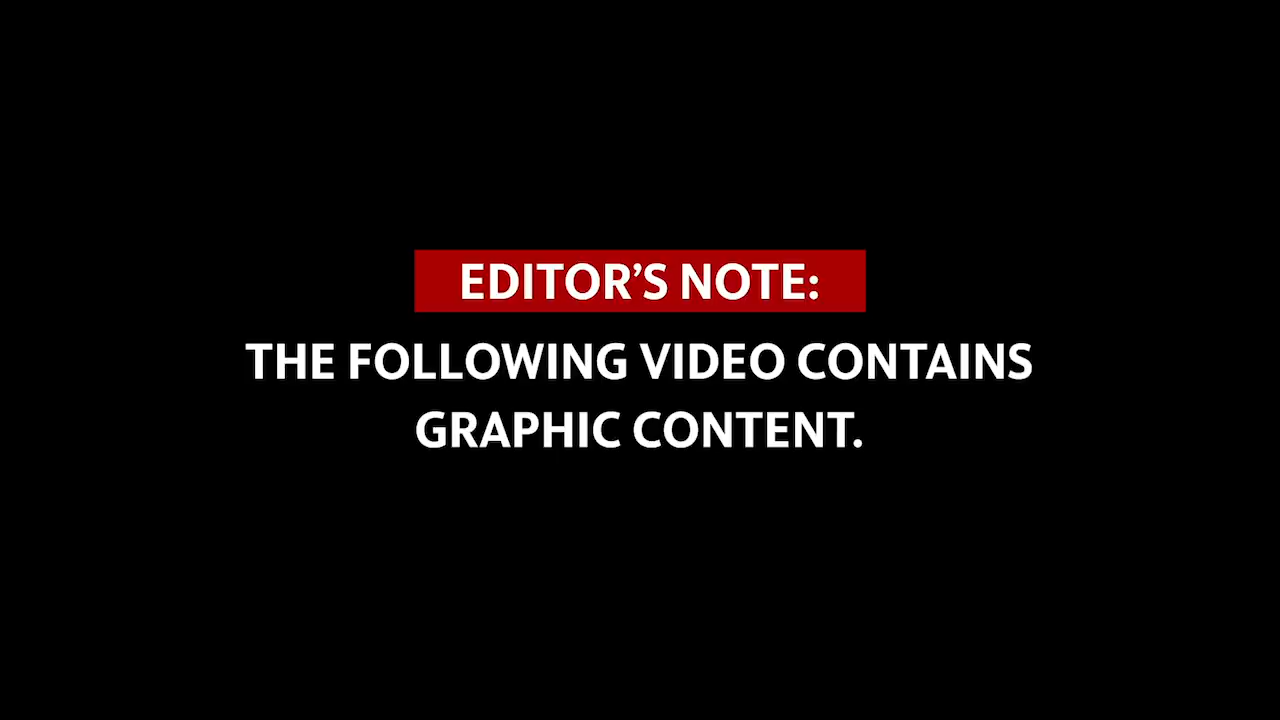 EDITOR’S NOTE:
THE FOLLOWING VIDEO CONTAINS
GRAPHIC CONTENT.